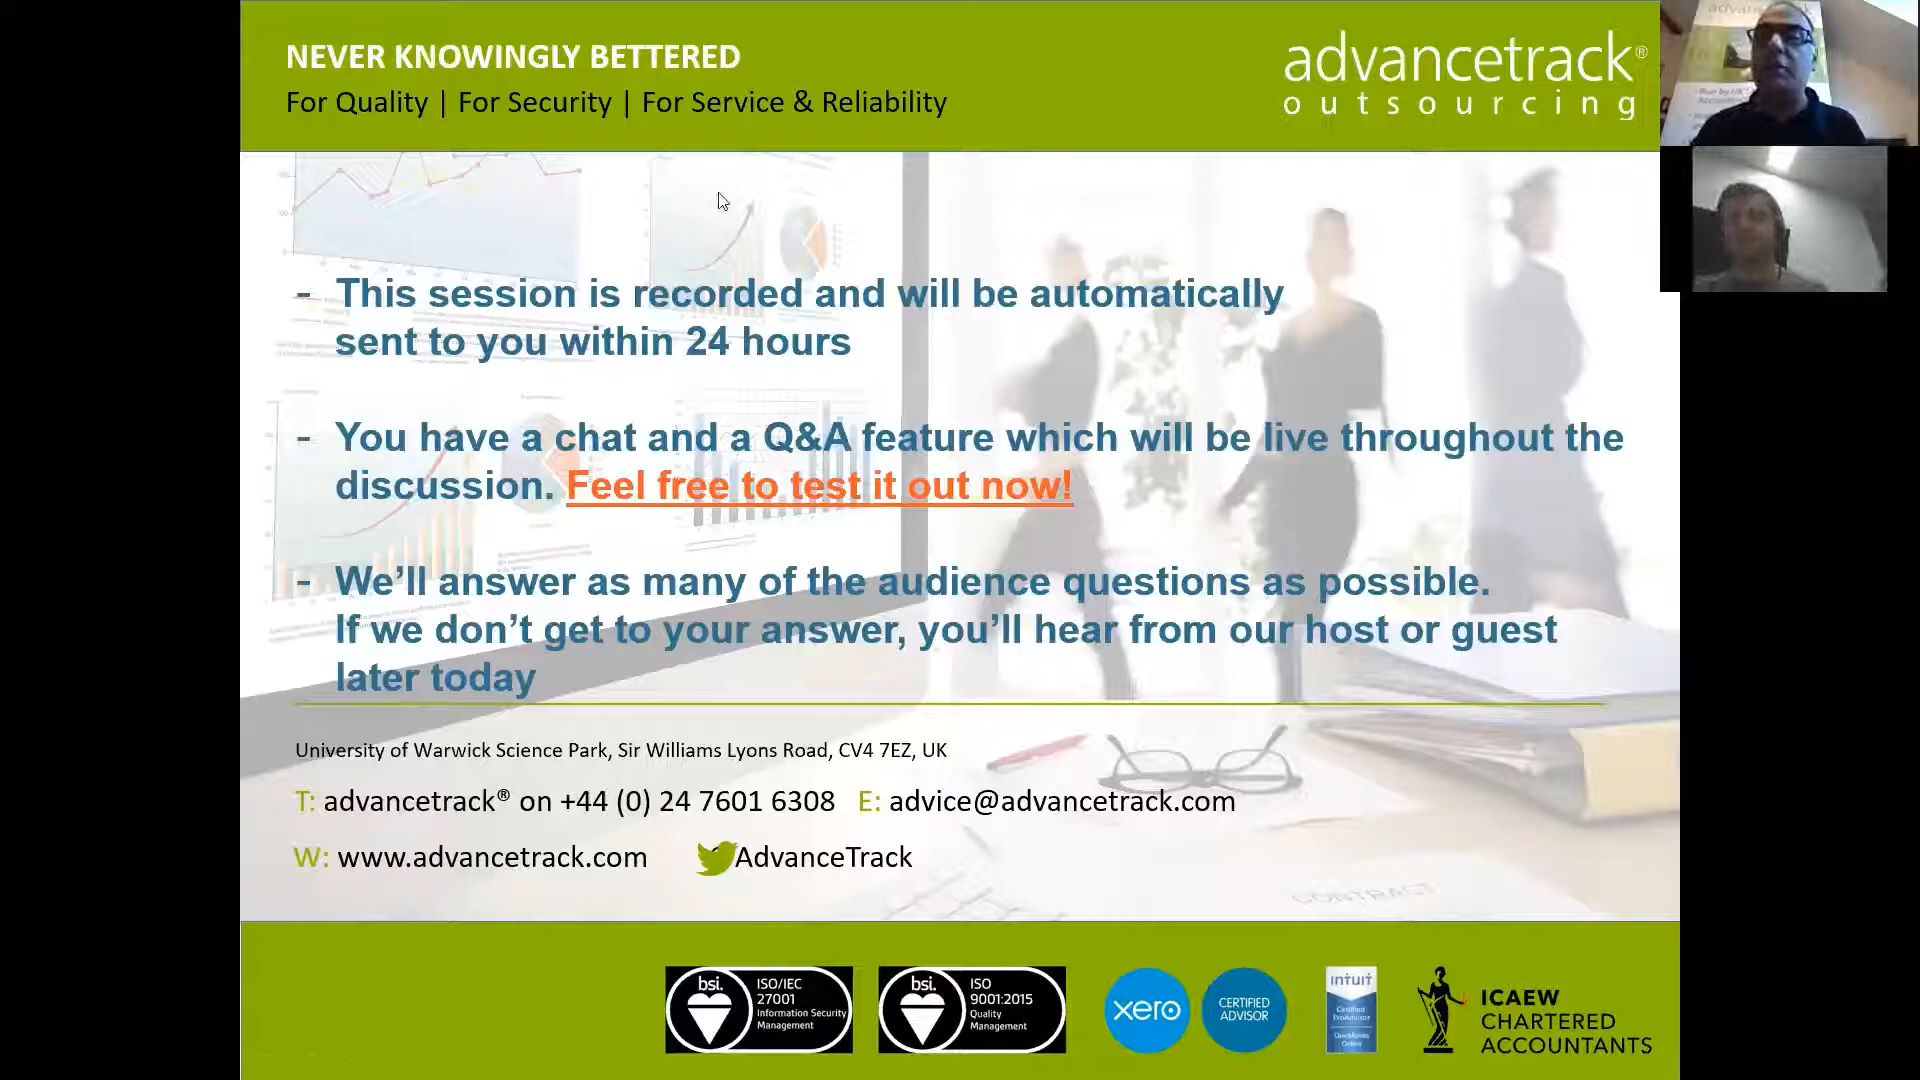 NEVER KNOWINGLY BETTERED
For Quality | For Security | For Service & Reliability
advancetrack®
outsourcing
- This session is recorded and will be automatically
sent to you within 24 hours
- You have a chat and a Q&A feature which will be live throughout the
discussion. Feel free to test it out now!
- We’ll answer as many of the audience questions as possible.
If we don’t get to your answer, you’ll hear from our host or guest
later today
University of Warwick Science Park, Sir Williams Lyons Road, CV4 7EZ, UK
T: advancetrack® on +44 (0) 24 7601 6308 E: advice@advancetrack.com
W: www.advancetrack.com AdvanceTrack
CONTRACT
bsi. ISO/IEC
27001
Information Security
Management
bsi. ISO
9001:2015
Quality
Management
xero
CERTIFIED
ADVISOR
intuit
Certified
ProAdvisor
QuickBooks
Online
ICAEW
CHARTERED
ACCOUNTANTS